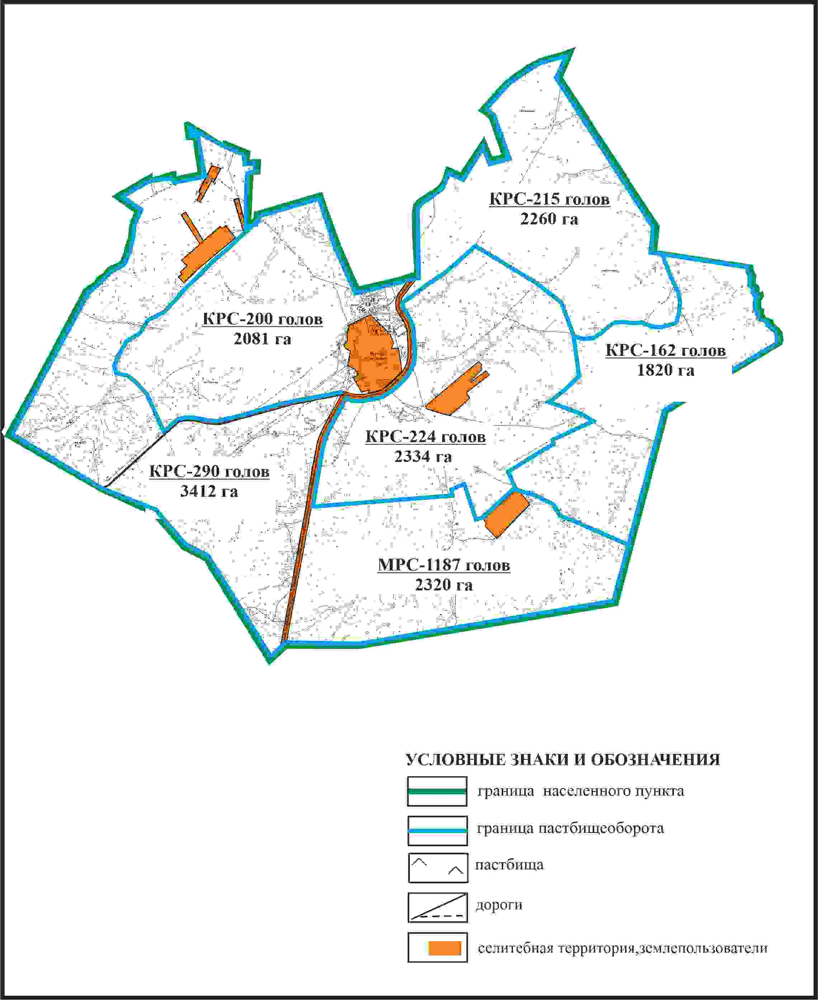 КРС-215 голов
2260 га
КРС-200 голов
2081 га
КРС-162 голов
1820 га
КРС-224 голов
2334 га
КРС-290 голов
3412 га
МРС-1187 голов
2320 га
УСЛОВНЫЕ ЗНАКИ И ОБОЗНАЧЕНИЯ
граница населенного пункта
граница пастбищеоборота
пастбища
дороги
селитебная территория,землепользователи